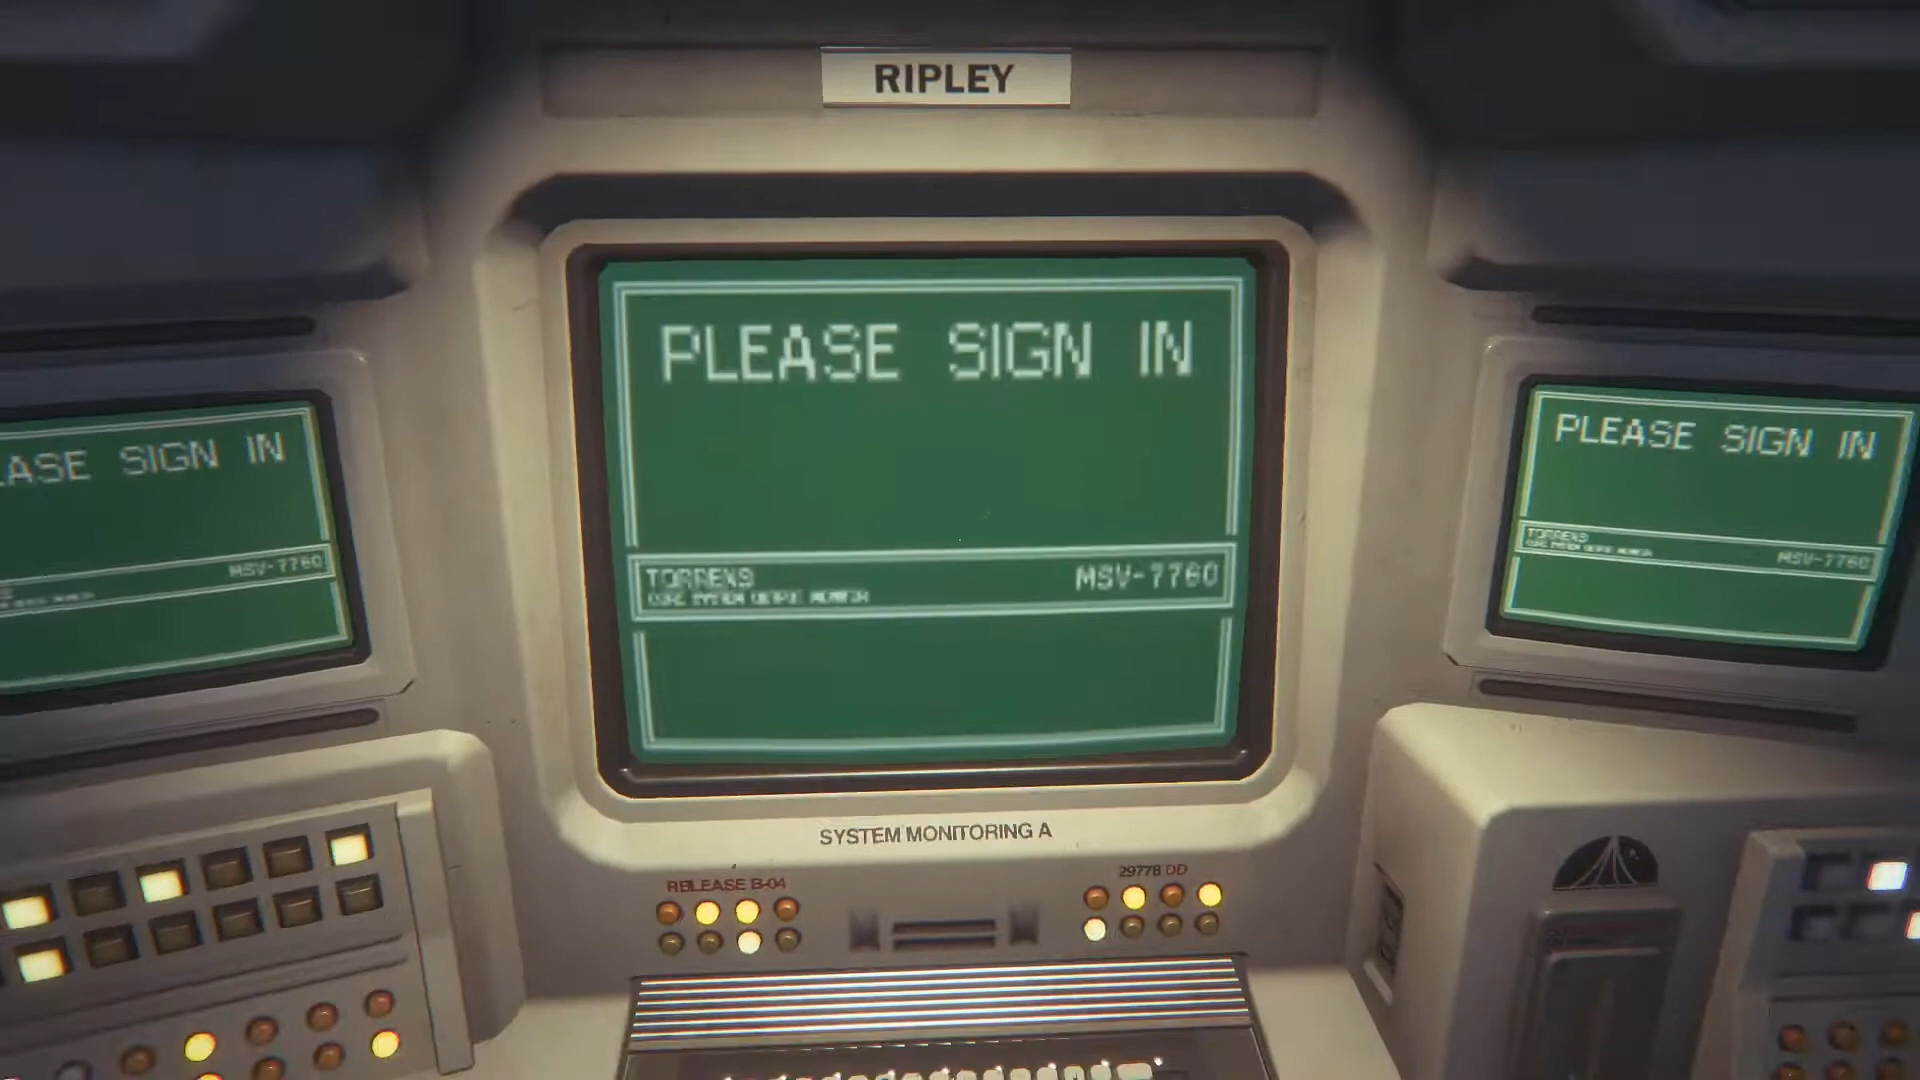 RIPLEY
PLEASE SIGN IN
TORRENS
MSV-7760
EASE SIGN IN
MSV-7760
PLEASE SIGN IN
TORRENS
MSV-7760
SYSTEM MONITORING A
RELEASE B-04
29778 DD